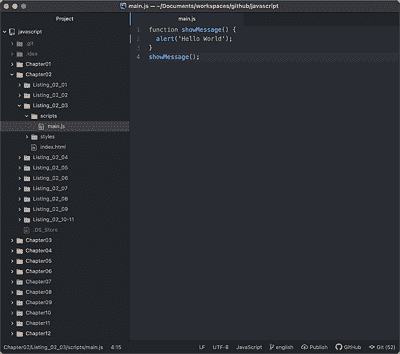 main.js — ~/Documents/workspaces/github/javascript
Project
javascript
.git
.idea
Chapter01
Chapter02
Listing_02_01
Listing_02_02
Listing_02_03
scripts
main.js
styles
index.html
Listing_02_04
Listing_02_05
Listing_02_06
Listing_02_07
Listing_02_08
Listing_02_09
Listing_02_10-11
.DS_Store
Chapter03
Chapter04
Chapter05
Chapter06
Chapter07
Chapter08
Chapter09
Chapter10
Chapter11
Chapter12
main.js
1 function showMessage() {
2 alert('Hello World');
3 }
4 showMessage();
Chapter02/Listing_02_03/scripts/main.js 4:15 LF UTF-8 JavaScript english Publish GitHub Git (52)